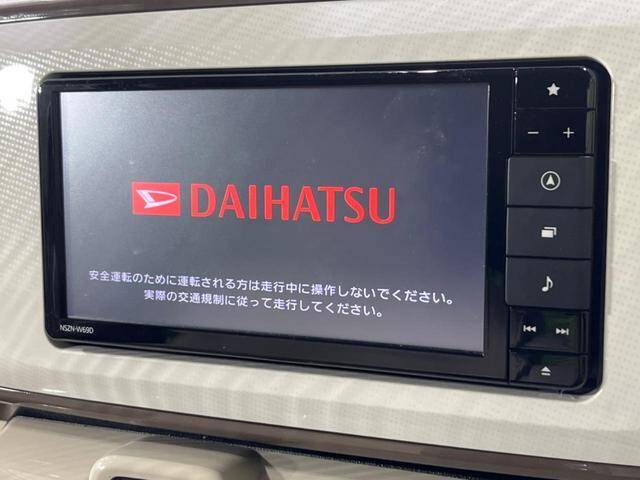 DAIHATSU
安全運転のために運転される方は走行中に操作しないでください。
実際の交通規制に従って走行してください。
NSZN-W69D